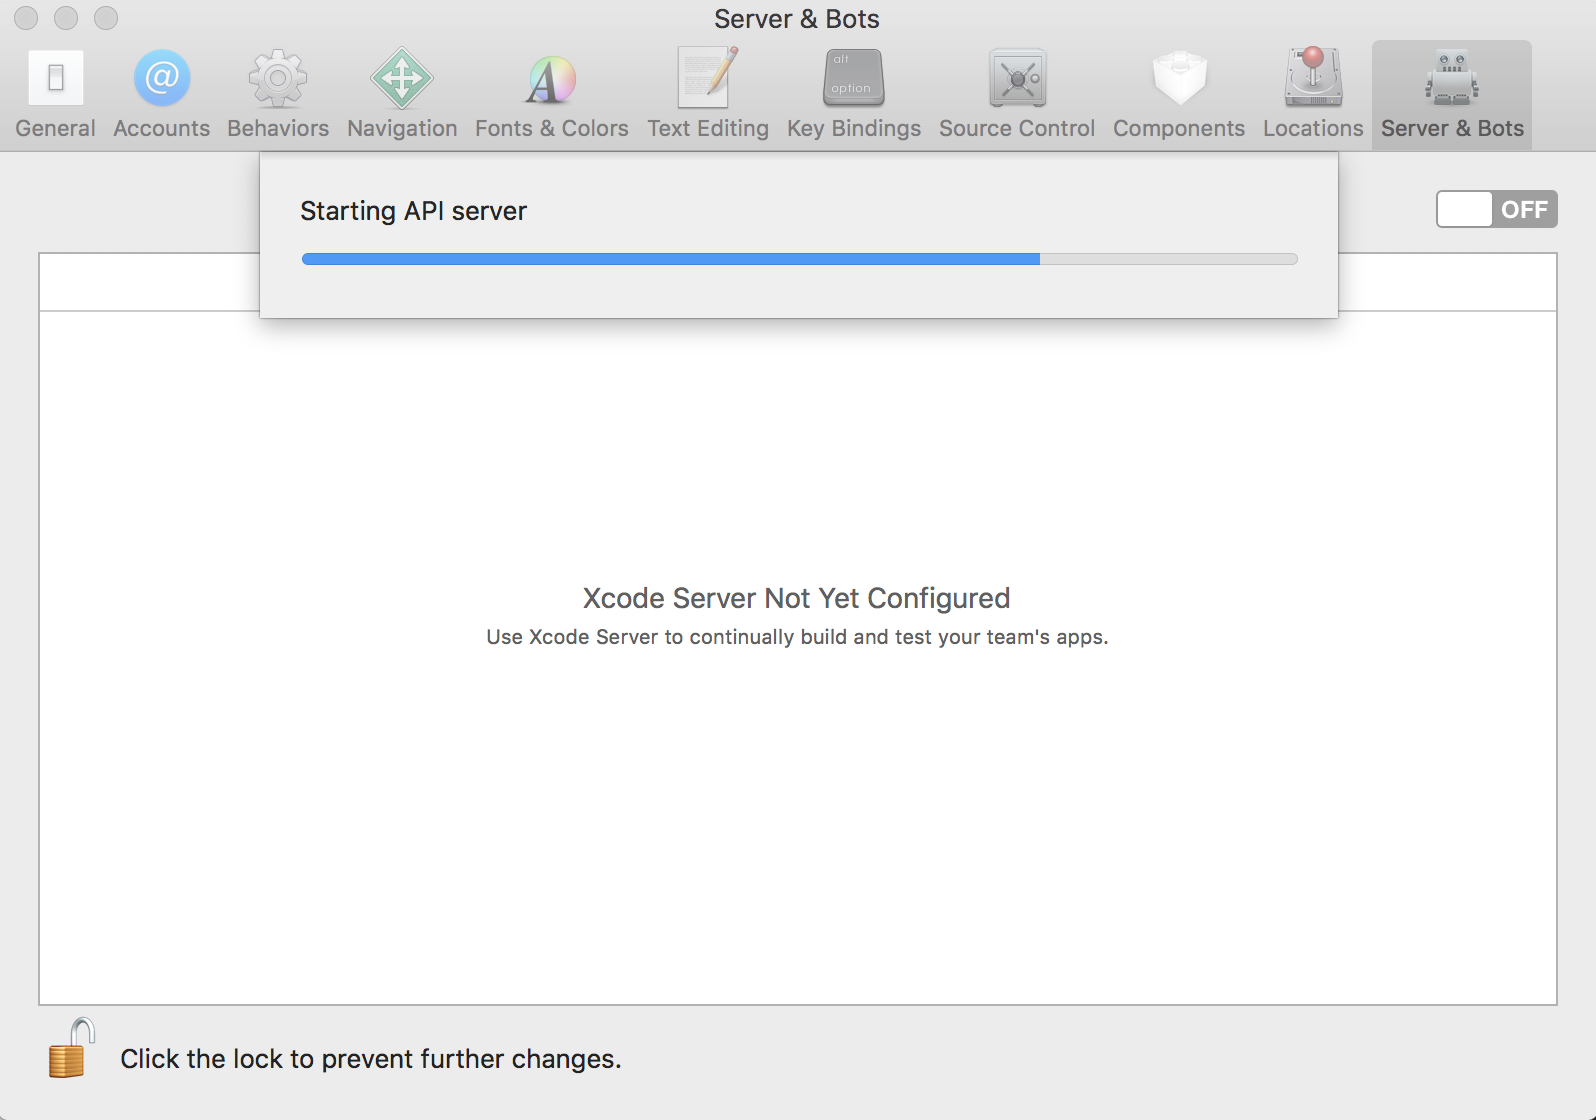 Server & Bots
alt
option
@
A
General Accounts Behaviors Navigation Fonts & Colors Text Editing Key Bindings Source Control Components Locations Server & Bots
Starting API server
OFF
Xcode Server Not Yet Configured
Use Xcode Server to continually build and test your team's apps.
Click the lock to prevent further changes.